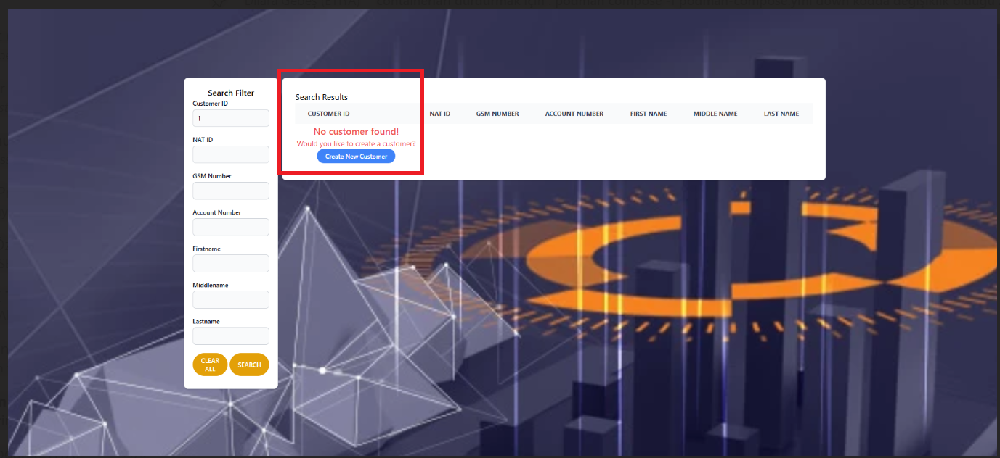 Search Filter
Customer ID
1
NAT ID
GSM Number
Account Number
Firstname
Middlename
Lastname
CLEAR
ALL
SEARCH
Search Results
CUSTOMER ID NAT ID GSM NUMBER ACCOUNT NUMBER FIRST NAME MIDDLE NAME LAST NAME
No customer found!
Would you like to create a customer?
Create New Customer